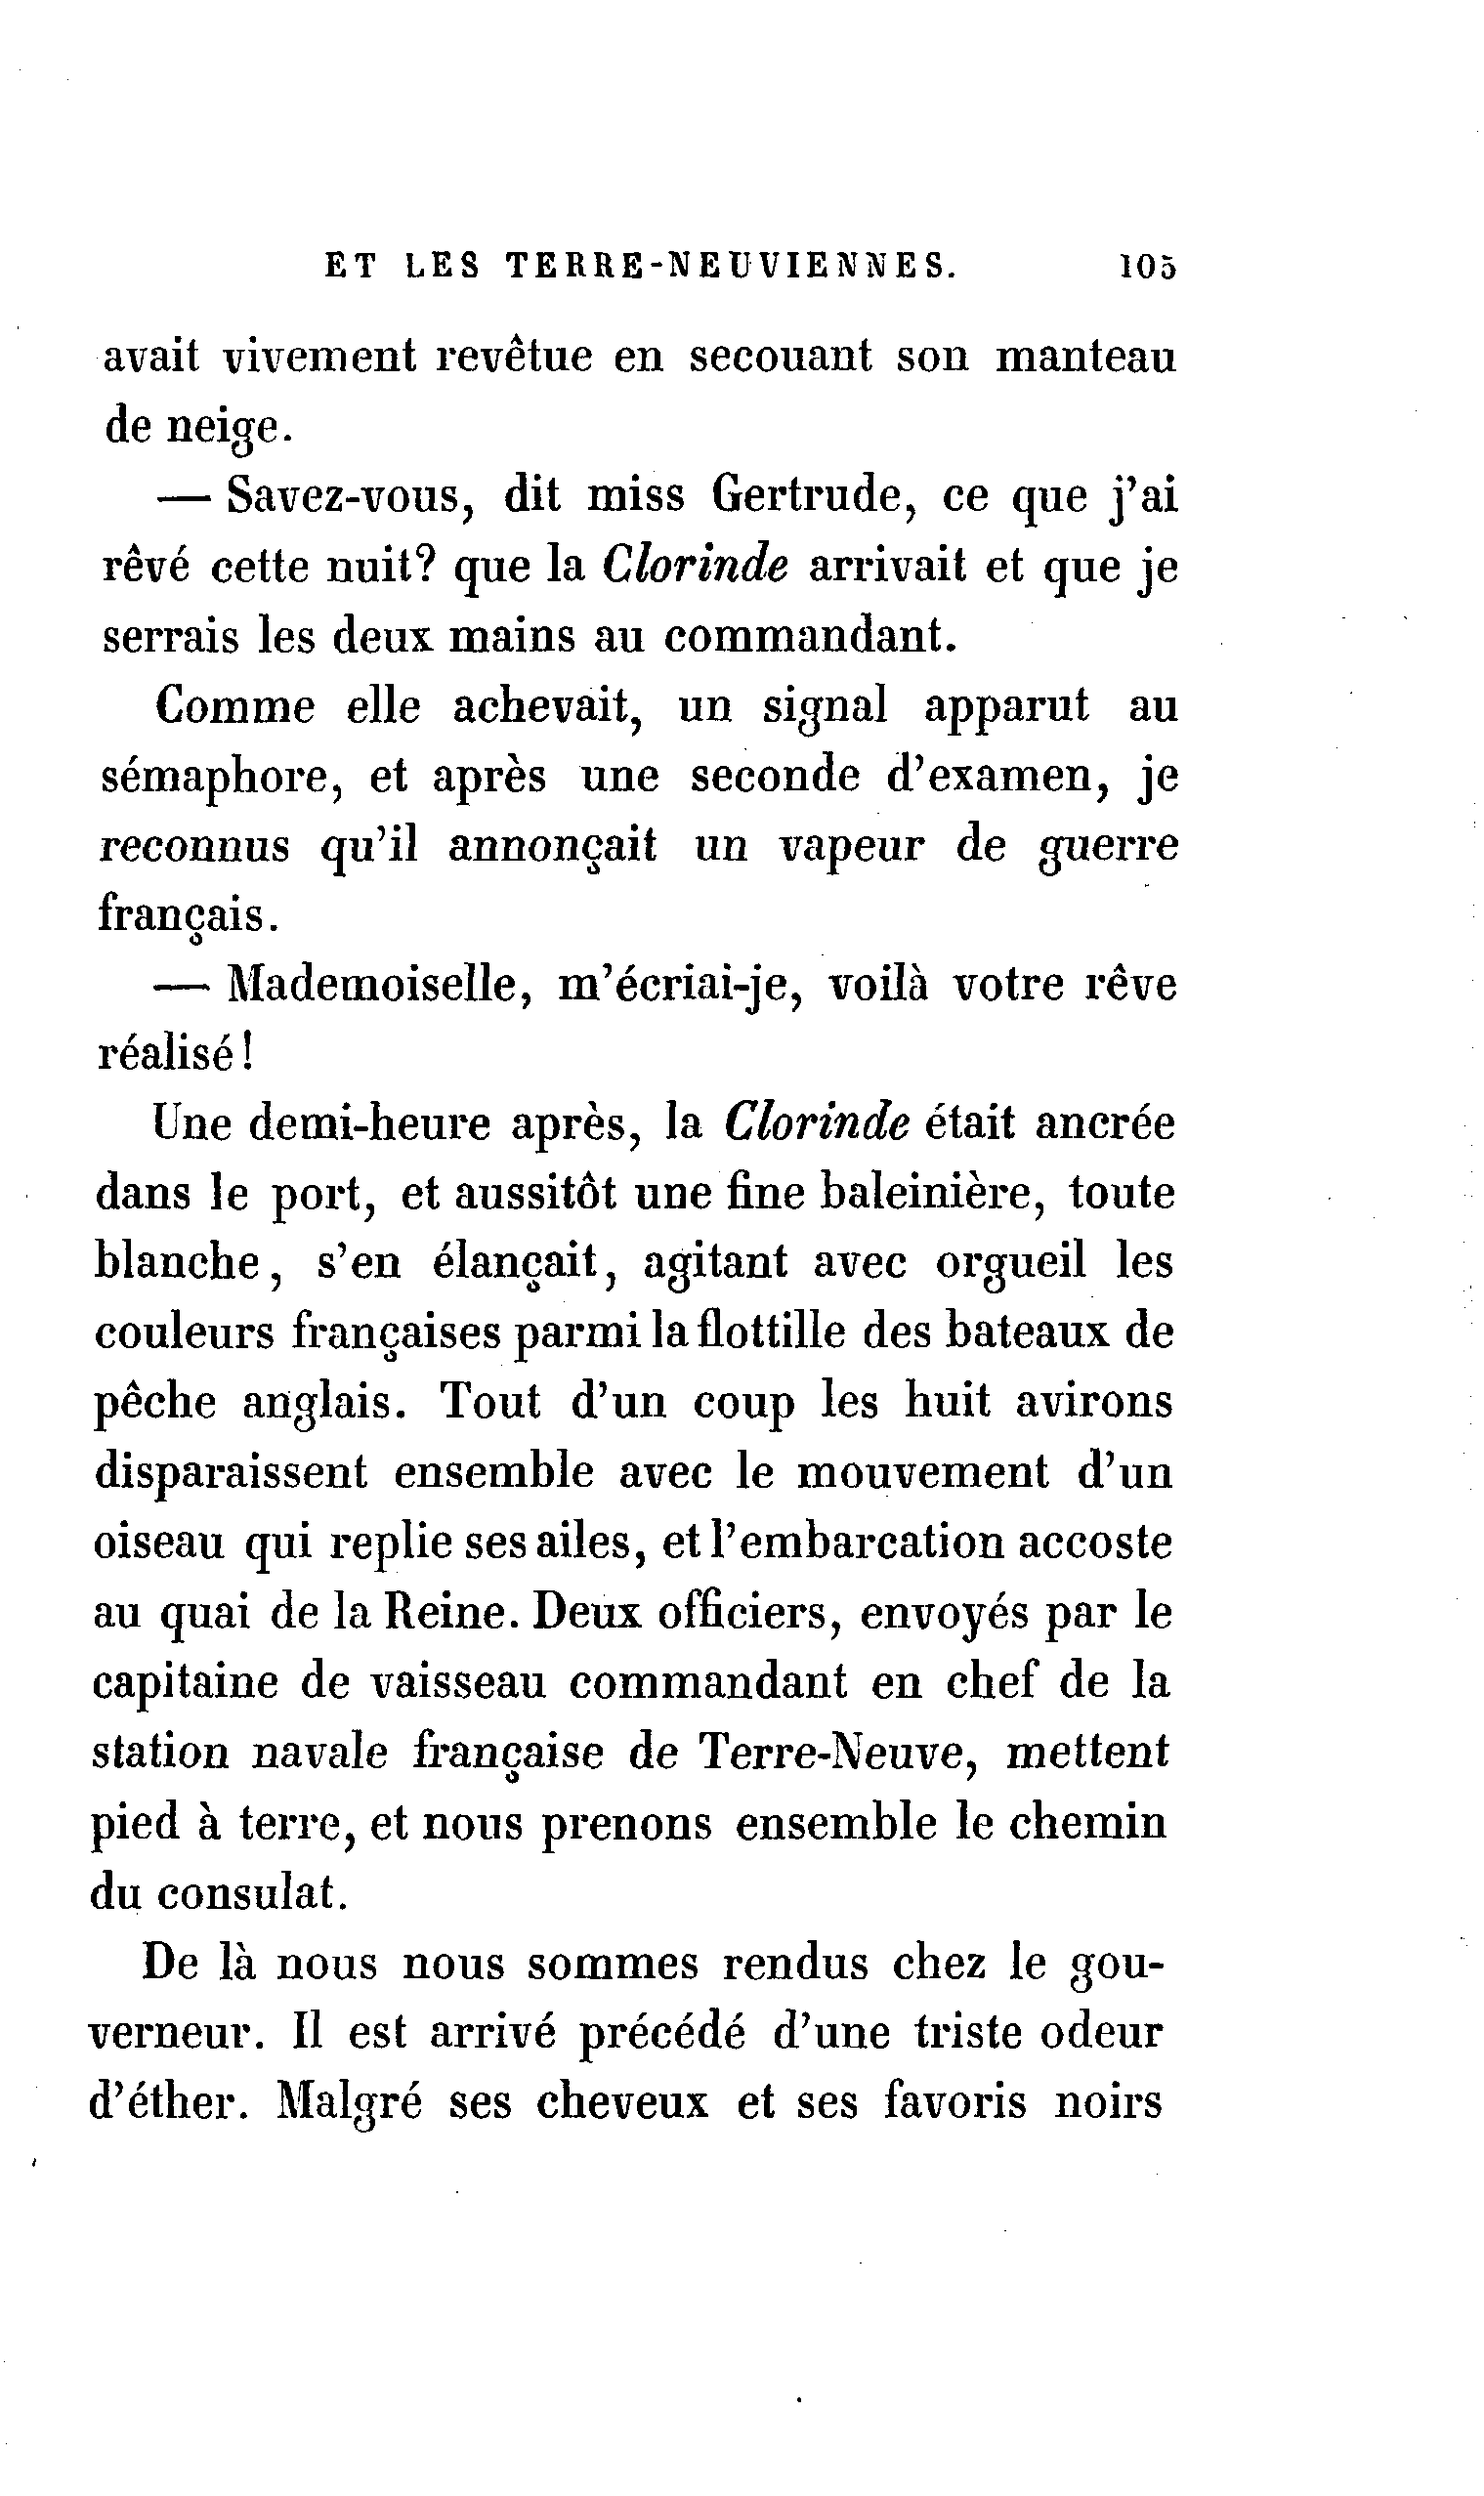 ET LES TERRE-NEUVIENNES. 105
avait vivement revêtue en secouant son manteau
de neige.
— Savez-vous, dit miss Gertrude, ce que j'ai
rêvé cette nuit? que la Clorinde arrivait et que je
serrais les deux mains au commandant.
Comme elle achevait, un signal apparut au
sémaphore, et après une seconde d'examen, je
reconnus qu'il annonçait un vapeur de guerre
français.
— Mademoiselle, m'écriai-je, voilà votre rêve
réalisé!
Une demi-heure après, la Clorinde était ancrée
dans le port, et aussitôt une fine baleinière, toute
blanche, s'en élançait, agitant avec orgueil les
couleurs françaises parmi la flottille des bateaux de
pêche anglais. Tout d'un coup les huit avirons
disparaissent ensemble avec le mouvement d'un
oiseau qui replie ses ailes, et l'embarcation accoste
au quai de la Reine. Deux officiers, envoyés par le
capitaine de vaisseau commandant en chef de la
station navale française de Terre-Neuve, mettent
pied à terre, et nous prenons ensemble le chemin
du consulat.
De là nous nous sommes rendus chez le gou-
verneur. Il est arrivé précédé d'une triste odeur
d'éther. Malgré ses cheveux et ses favoris noirs